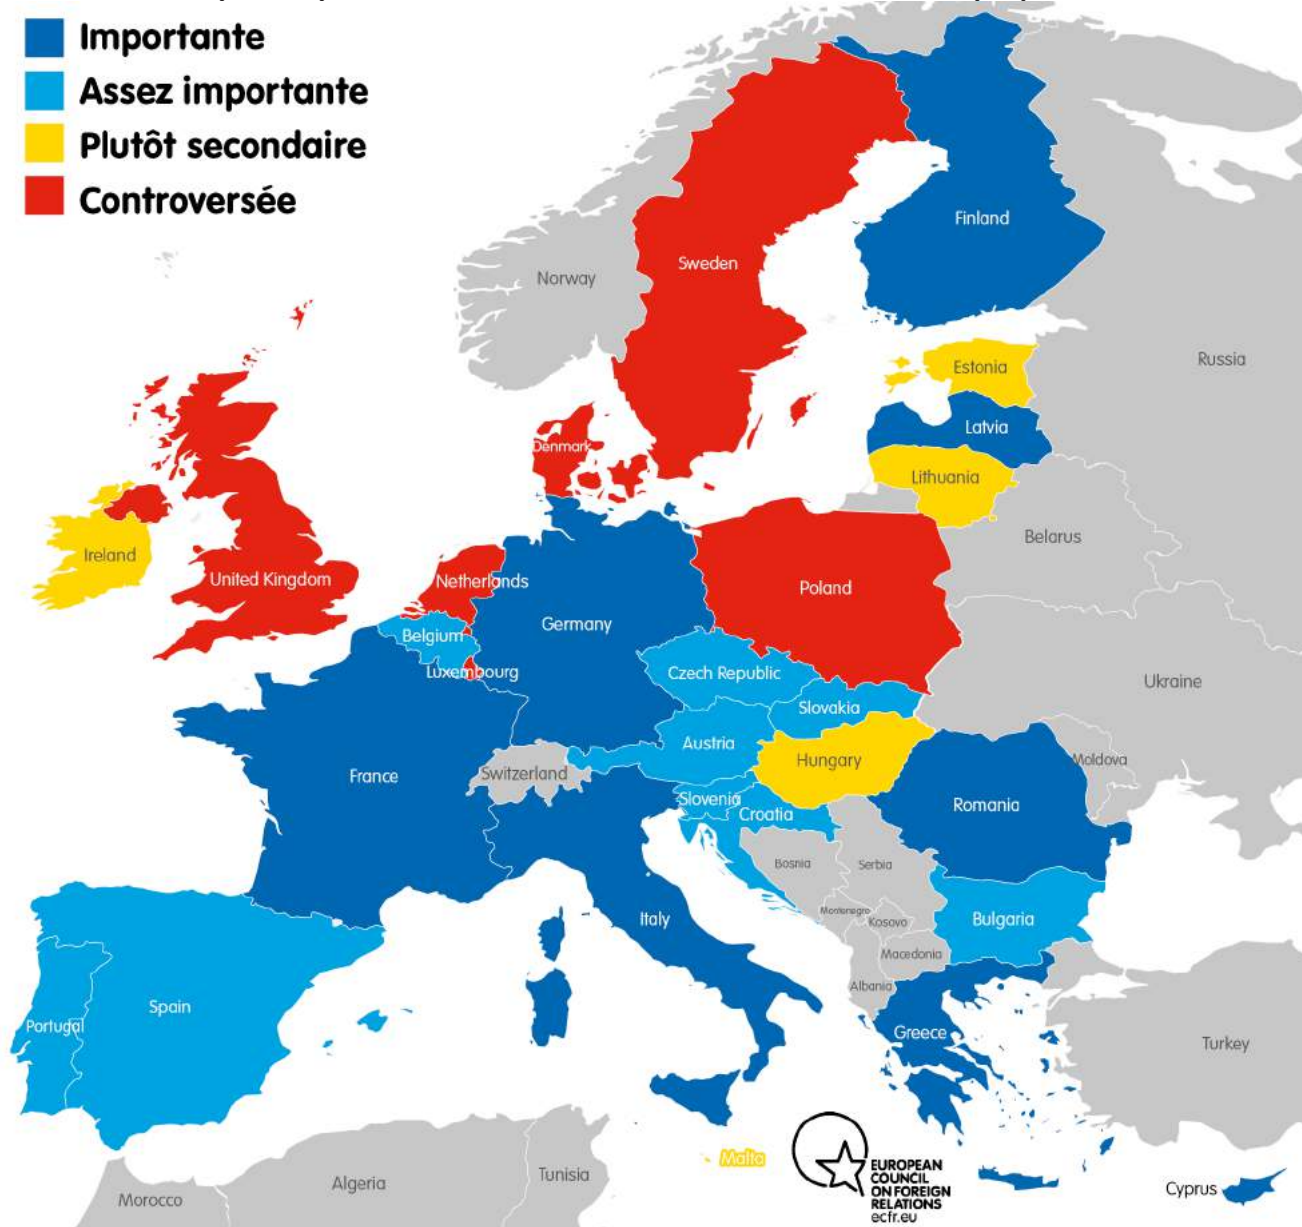 Importante
Assez importante
Plutôt secondaire
Controversée
Finland
Sweden
Norway
Estonia
Russia
Latvia
Denmark
Lithuania
Belarus
Ireland
United Kingdom
Netherlands
Poland
Germany
Belgium
Luxembourg
Czech Republic
Ukraine
Slovakia
Austria
Hungary
Moldova
France
Switzerland
Slovenia
Croatia
Romania
Bosnia
Serbia
Montenegro
Kosovo
Italy
Bulgaria
Macedonia
Albania
Spain
Portugal
Greece
Turkey
Malta
EUROPEAN
COUNCIL
ON FOREIGN
RELATIONS
ecfr.eu
Tunisia
Algeria
Morocco
Cyprus